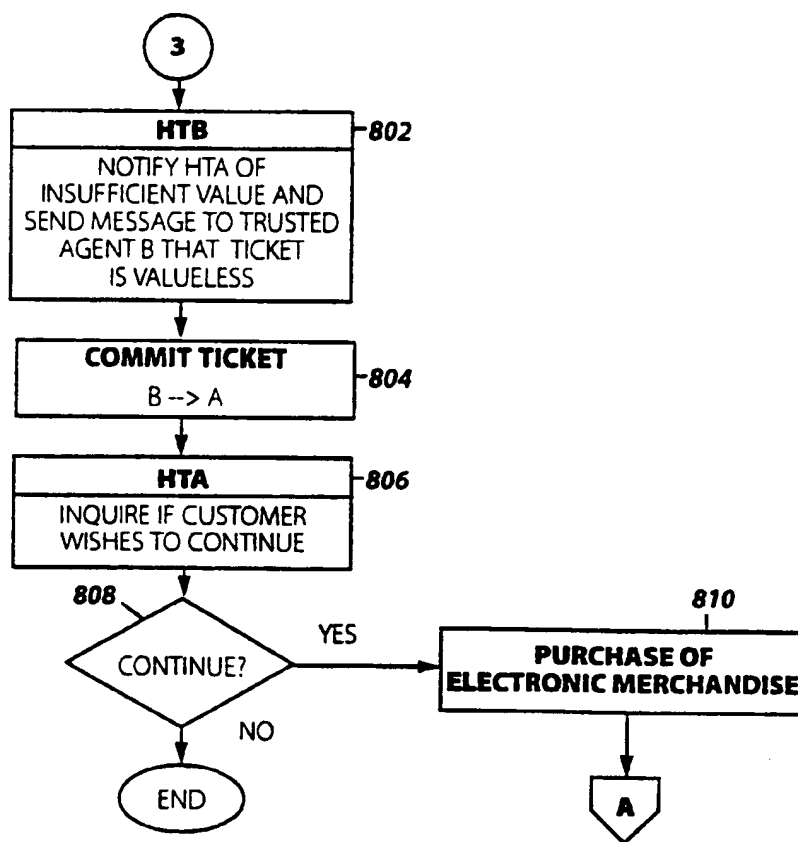 3
HTB
802
NOTIFY HTA OF
INSUFFICIENT VALUE AND
SEND MESSAGE TO TRUSTED
AGENT B THAT TICKET
IS VALUELESS
COMMIT TICKET
B --> A
804
HTA
806
INQUIRE IF CUSTOMER
WISHES TO CONTINUE
808
CONTINUE?
YES
NO
END
810
PURCHASE OF
ELECTRONIC MERCHANDISE
A